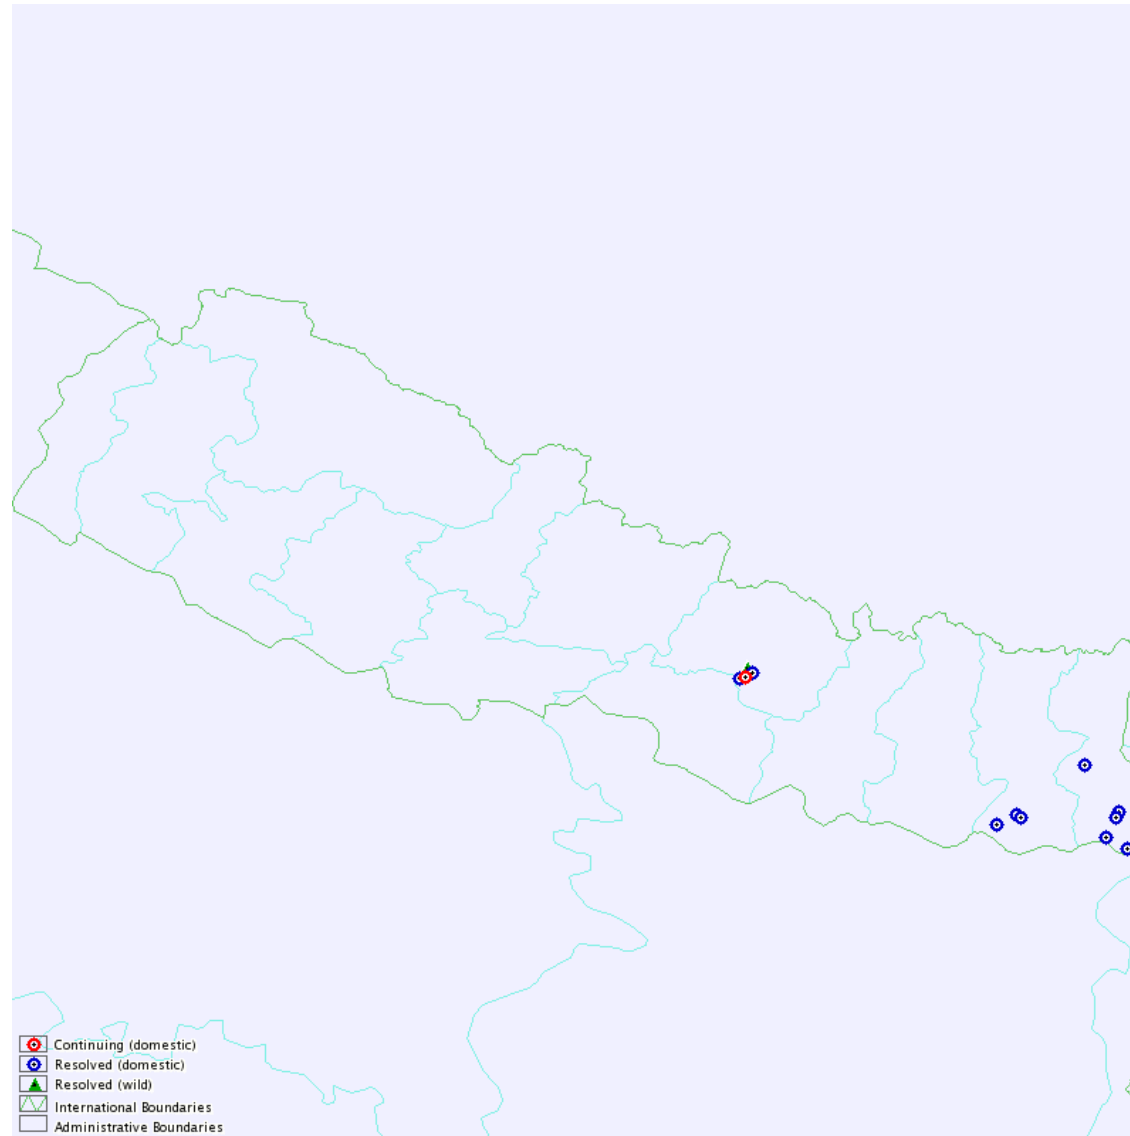 Continuing (domestic)
Resolved (domestic)
Resolved (wild)
International Boundaries
Administrative Boundaries